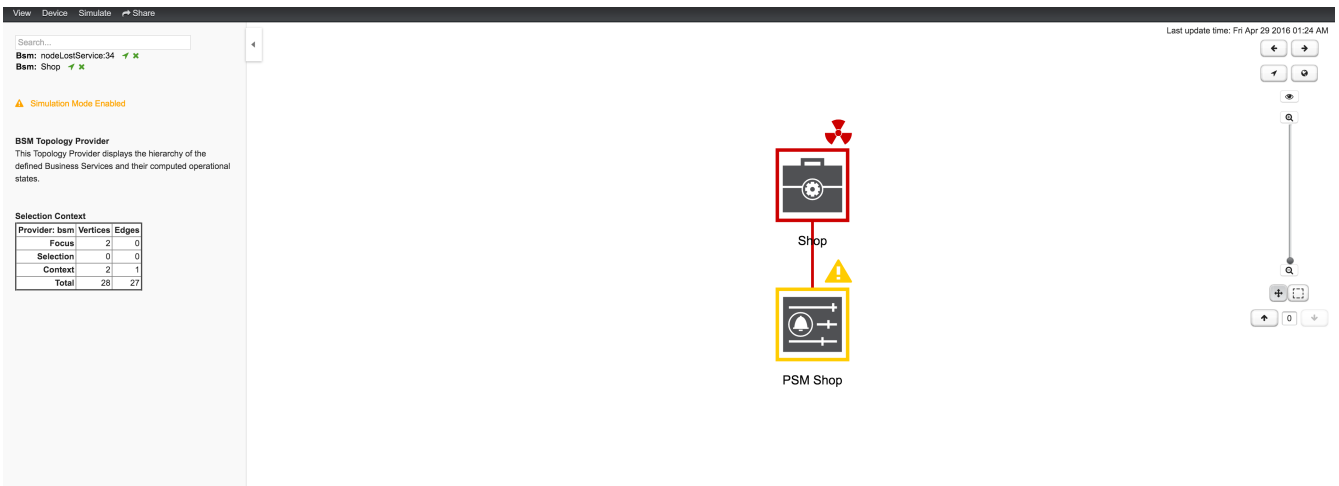 View Device Simulate Share
Last update time: Fri Apr 29 2016 01:24 AM
Search...
Bsm: nodeLostService:34
Bsm: Shop
Simulation Mode Enabled
BSM Topology Provider
This Topology Provider displays the hierarchy of the
defined Business Services and their computed operational
states.
Selection Context
Provider: bsm Vertices Edges
Focus 2 0
Selection 0 0
Context 2 1
Total 28 27
Shop
PSM Shop
0